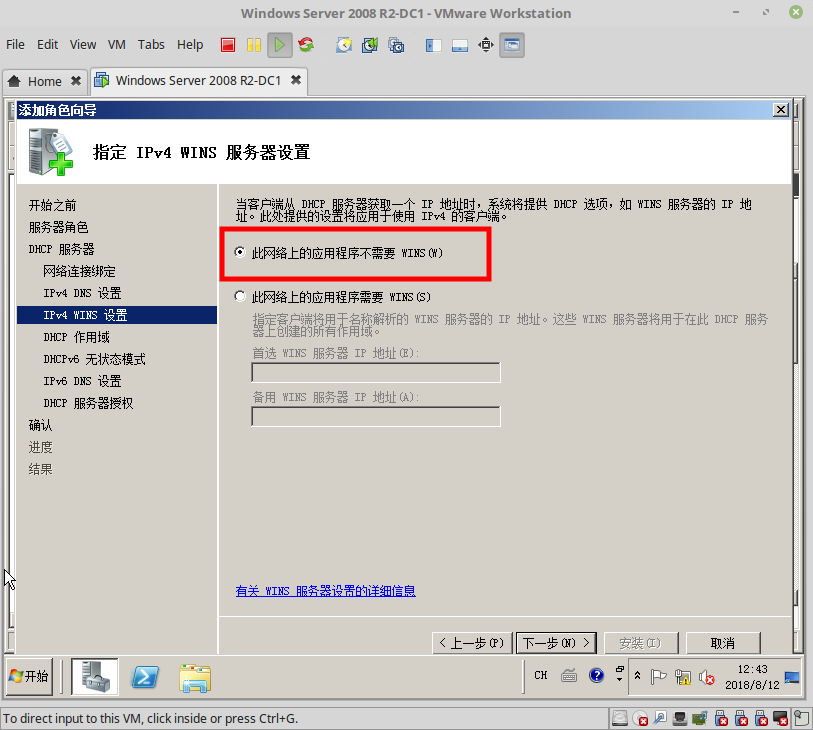 Windows Server 2008 R2-DC1 - VMware Workstation
File Edit View VM Tabs Help
Home Windows Server 2008 R2-DC1
添加角色向导
指定 IPv4 WINS 服务器设置
开始之前
服务器角色
DHCP 服务器
网络连接绑定
IPv4 DNS 设置
IPv4 WINS 设置
DHCP 作用域
DHCPv6 无状态模式
IPv6 DNS 设置
DHCP 服务器授权
确认
进度
结果
当客户端从 DHCP 服务器获取一个 IP 地址时，系统将提供 DHCP 选项，如 WINS 服务器的 IP 地
址。此处提供的设置将应用于使用 IPv4 的客户端。
此网络上的应用程序不需要 WINS(W)
此网络上的应用程序需要 WINS(S)
指定客户端将用于名称解析的 WINS 服务器的 IP 地址。这些 WINS 服务器将用于在此 DHCP 服务
器上创建的所有作用域。
首选 WINS 服务器 IP 地址(E):
备用 WINS 服务器 IP 地址(A):
有关 WINS 服务器设置的详细信息
< 上一步(P) 下一步(N) > 安装(I) 取消
开始 CH 12:43
2018/8/12
To direct input to this VM, click inside or press Ctrl+G.